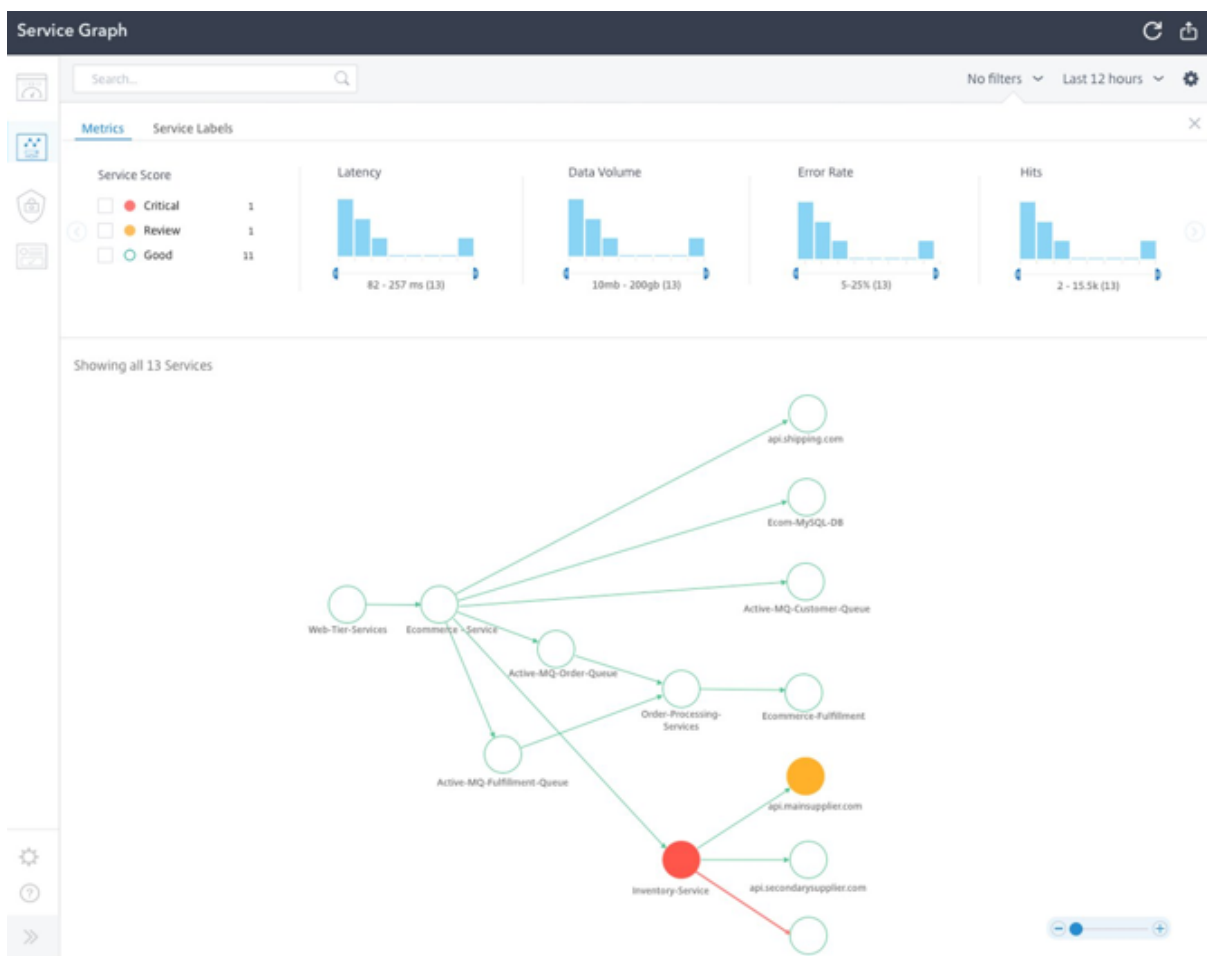 Service Graph
Search...
No filters
Last 12 hours
Metrics
Service Labels
Service Score
Critical 1
Review 1
Good 11
Latency
82 - 257 ms (13)
Data Volume
10mb - 200gb (13)
Error Rate
5-25% (13)
Hits
2 - 15.5k (13)
Showing all 13 Services
api.shipping.com
Ecom-MySQL-DB
Active-MQ-Customer-Queue
Web-Tier-Services
Ecommerce - Service
Active-MQ-Order-Queue
Order-Processing-
Services
Ecommerce-Fulfillment
Active-MQ-Fulfillment-Queue
api.mainsupplier.com
Inventory-Service
api.secondarysupplier.com